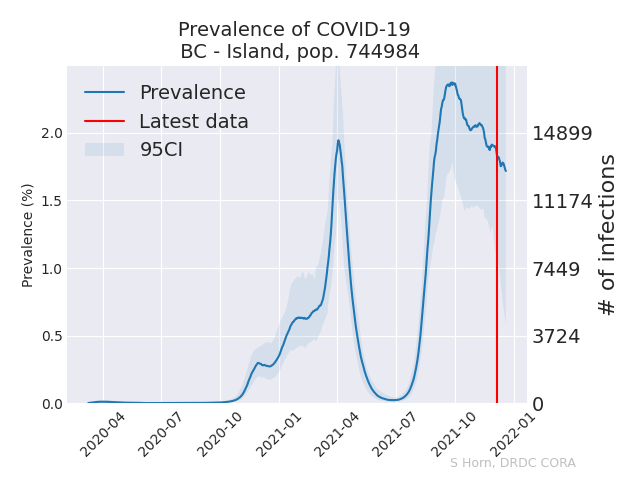 Prevalence of COVID-19
BC - Island, pop. 744984
Prevalence
Latest data
95CI
Prevalence (%)
2.0
1.5
1.0
0.5
0.0
14899
11174
7449
3724
0
# of infections
2020-04
2020-07
2020-10
2021-01
2021-04
2021-07
2021-10
2022-01
S Horn, DRDC CORA